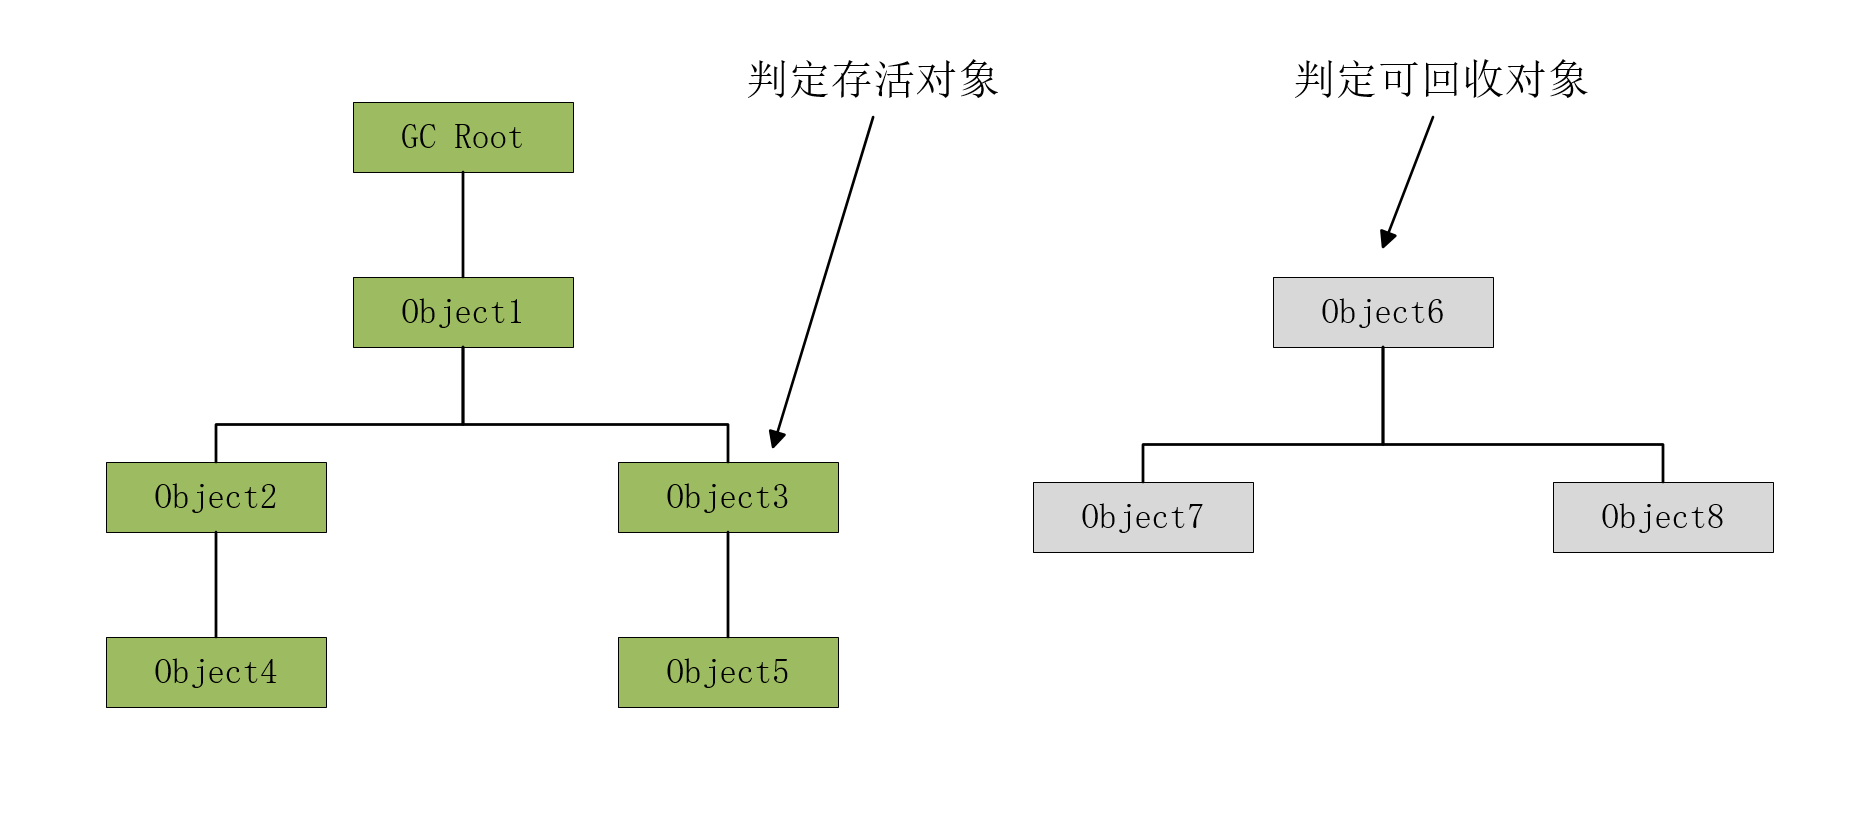 判定存活对象
判定可回收对象
GC Root
Object1
Object6
Object2
Object3
Object7
Object8
Object4
Object5